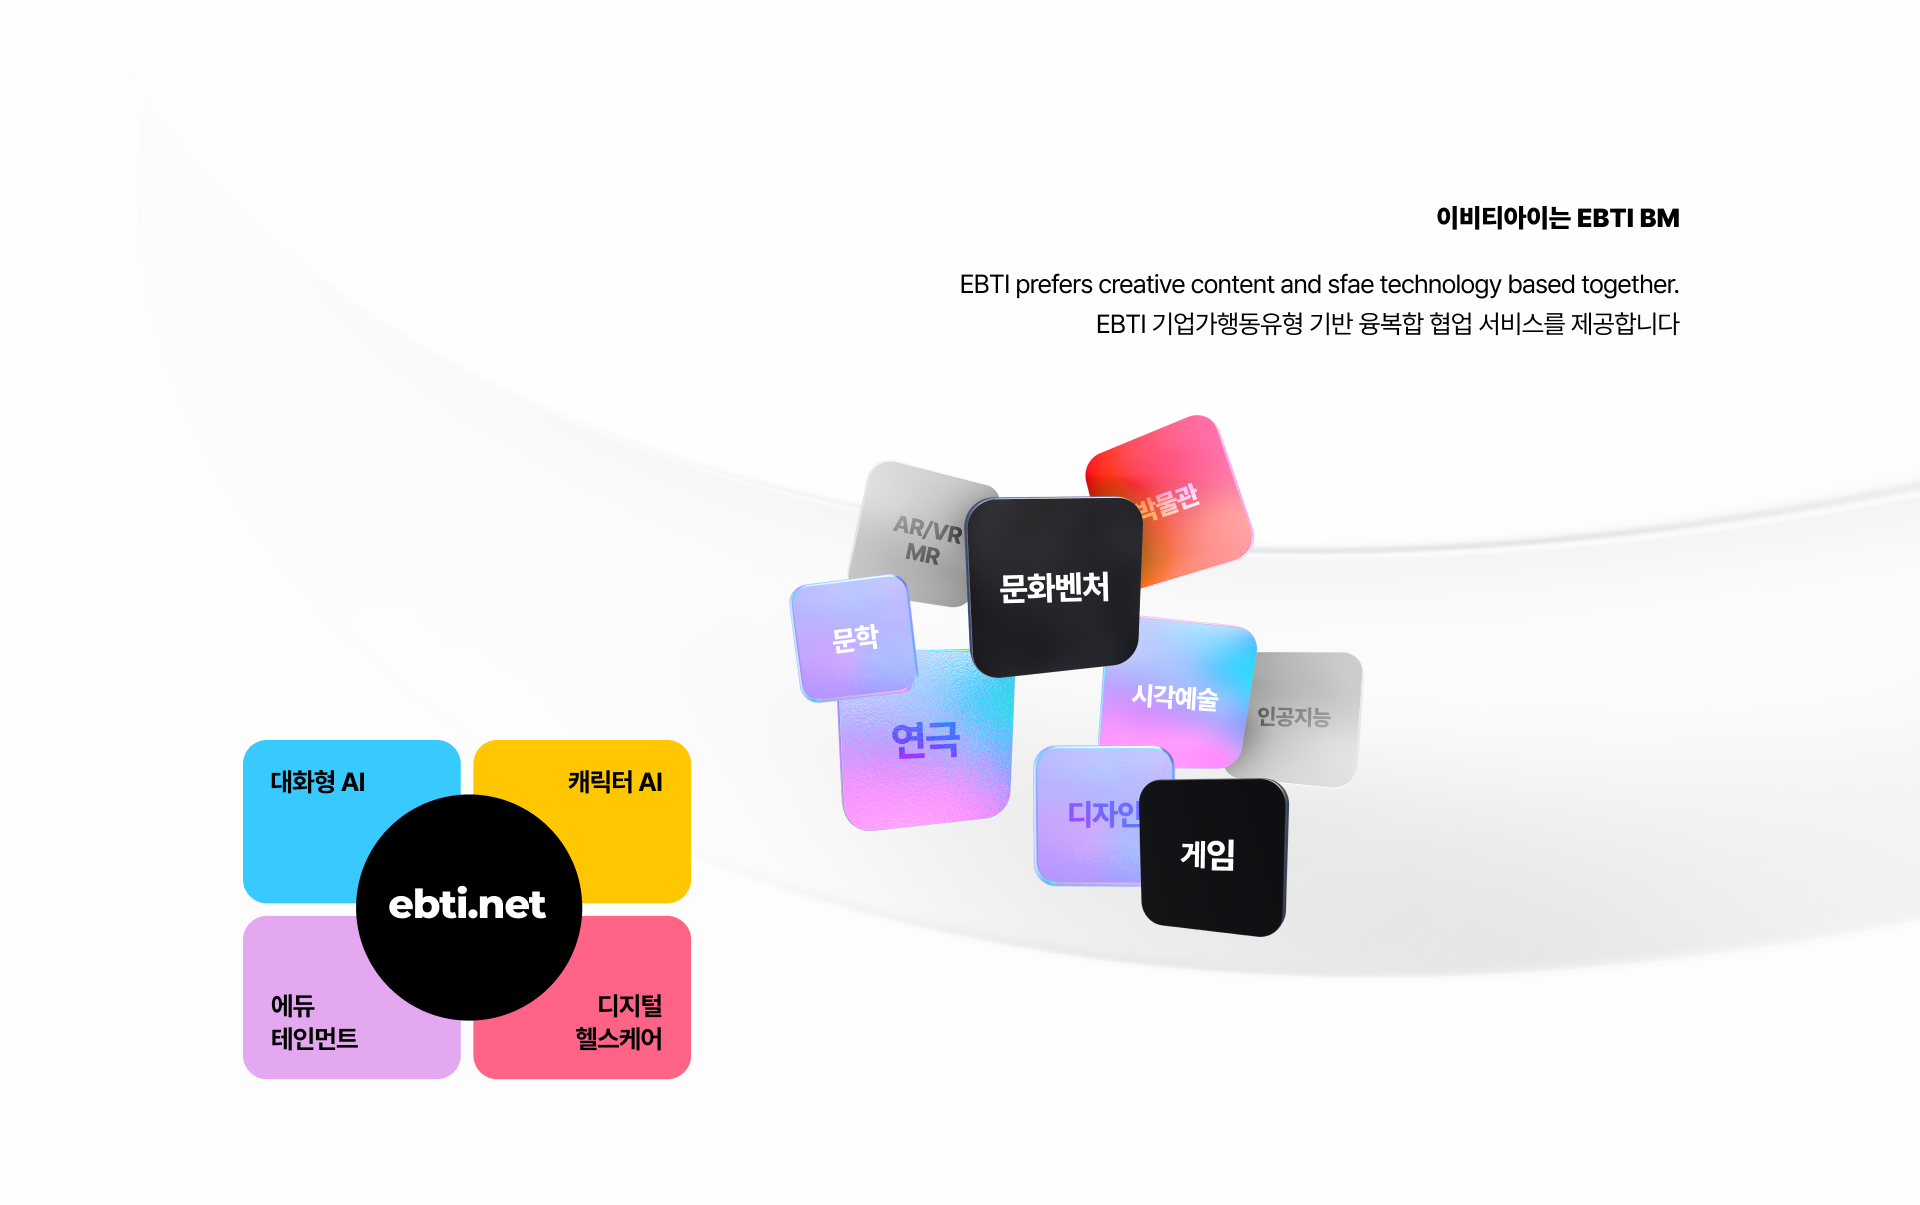 이비티아이는 EBTI BM
EBTI prefers creative content and sfae technology based together.
EBTI 기업가행동유형 기반 융복합 협업 서비스를 제공합니다
박물관
AR/VR
MR
문화벤처
문학
시각예술
인공지능
연극
디자인
게임
대화형 AI
캐릭터 AI
ebti.net
에듀
테인먼트
디지털
헬스케어